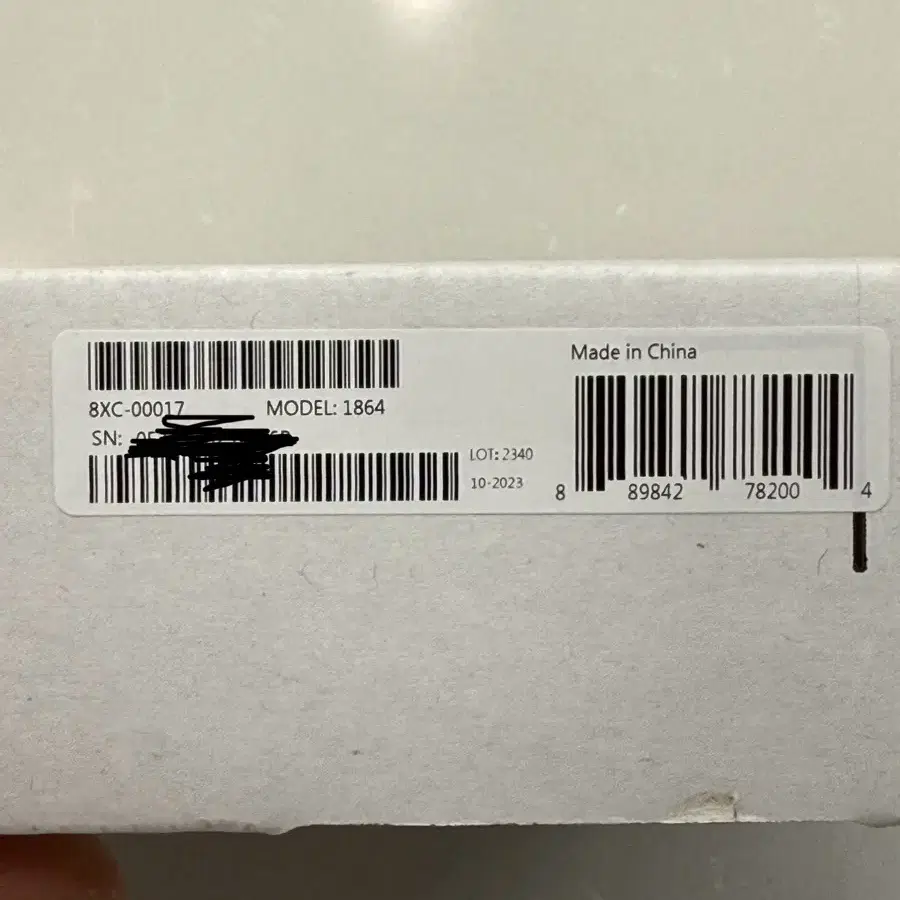 8XC-00017 MODEL: 1864
SN:
LOT: 2340
10-2023
Made in China
8 89842 78200 4